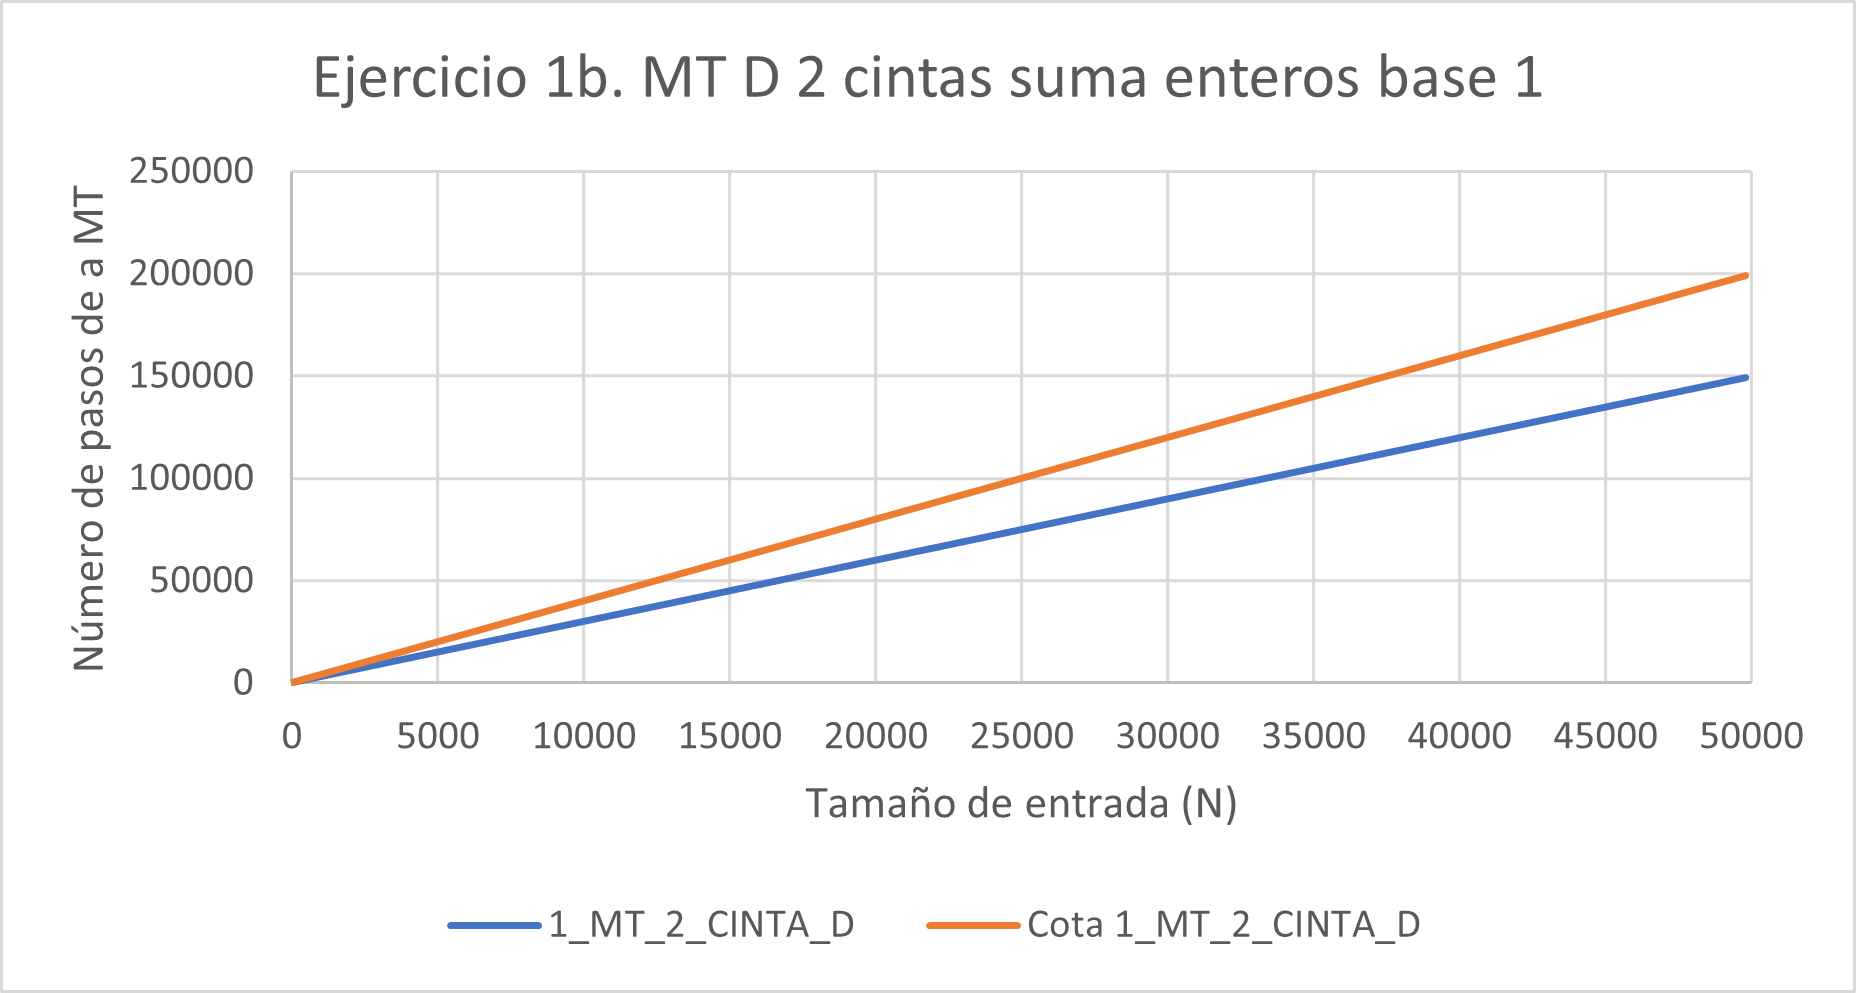 Ejercicio 1b. MT D 2 cintas suma enteros base 1
Número de pasos de a MT
250000
200000
150000
100000
50000
0
0 5000 10000 15000 20000 25000 30000 35000 40000 45000 50000
Tamaño de entrada (N)
1_MT_2_CINTA_D Cota 1_MT_2_CINTA_D